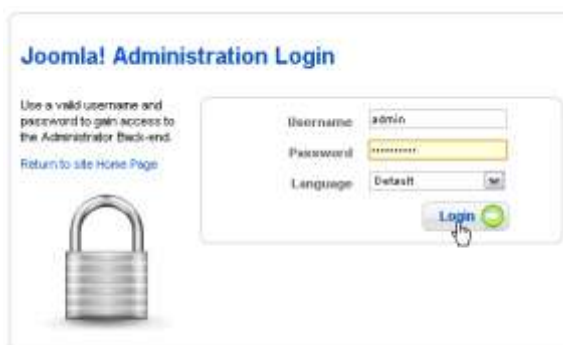 Joomla! Administration Login
Use a valid username and
password to gain access to
the Administrator Back-end.
Return to site Home Page
Username
admin
Password
Language
Default
Login